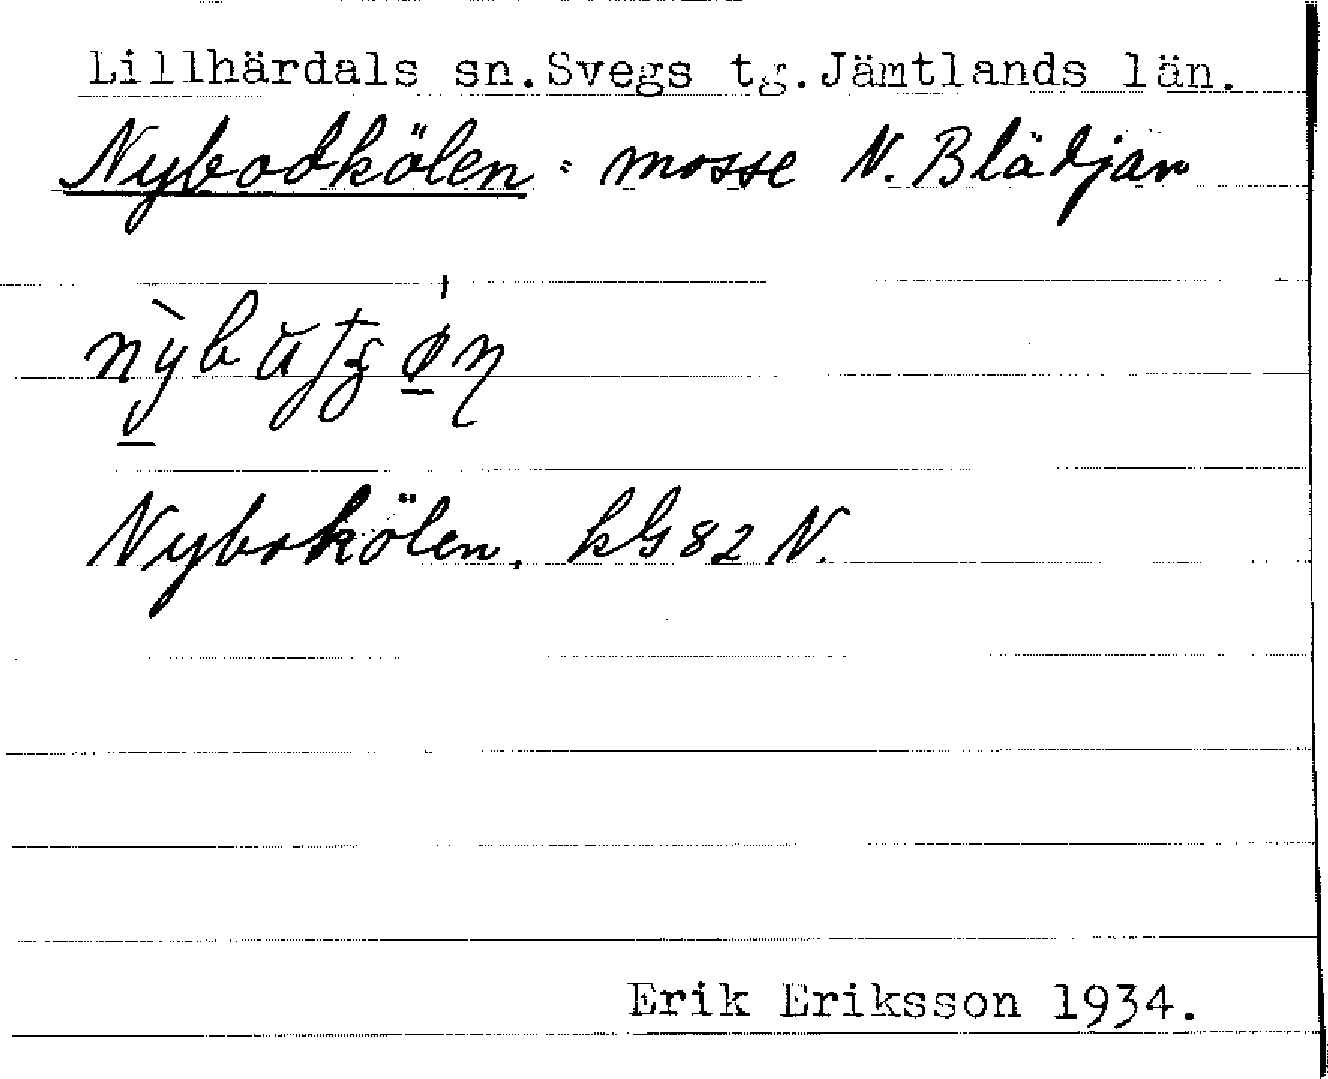 Lillhärdals sn. Svegs tg. Jämtlands län.
Nybodkölen = mosse N. Blädjan
Nybokölen. kG 82 N.
Erik Eriksson 1934.